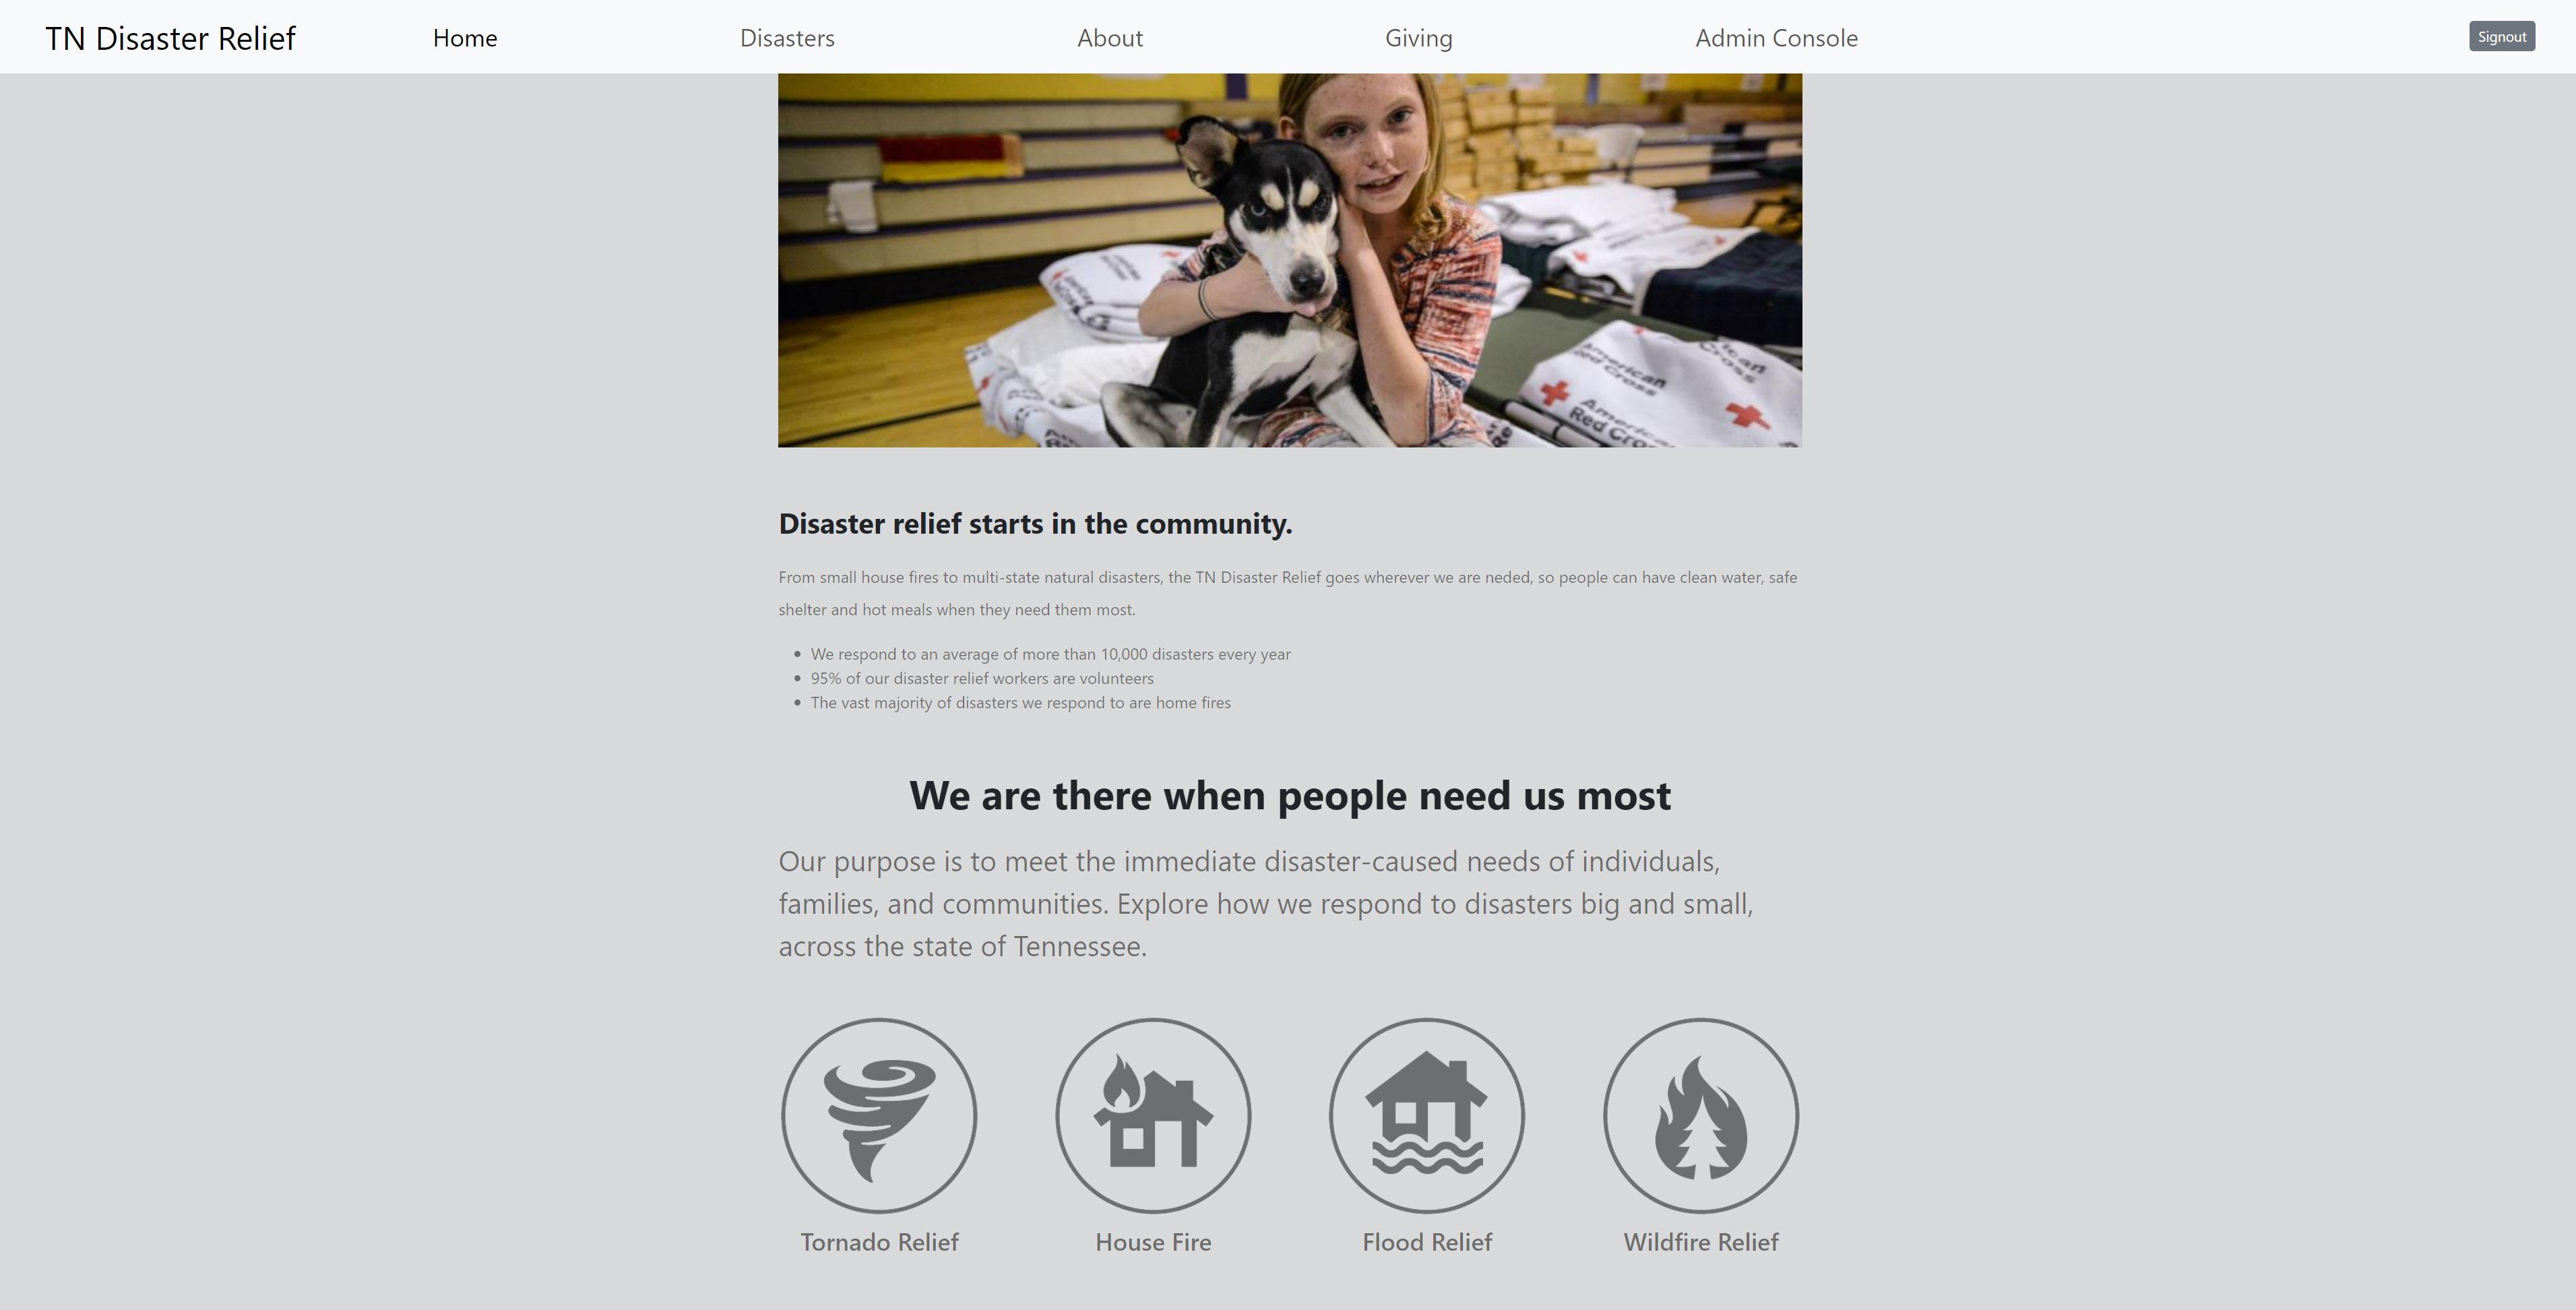 TN Disaster Relief Home Disasters About Giving Admin Console Signout
American
Red Cross
American
Red Cros
Disaster relief starts in the community.
From small house fires to multi-state natural disasters, the TN Disaster Relief goes wherever we are neded, so people can have clean water, safe
shelter and hot meals when they need them most.
We respond to an average of more than 10,000 disasters every year
95% of our disaster relief workers are volunteers
The vast majority of disasters we respond to are home fires
We are there when people need us most
Our purpose is to meet the immediate disaster-caused needs of individuals,
families, and communities. Explore how we respond to disasters big and small,
across the state of Tennessee.
Tornado Relief House Fire Flood Relief Wildfire Relief